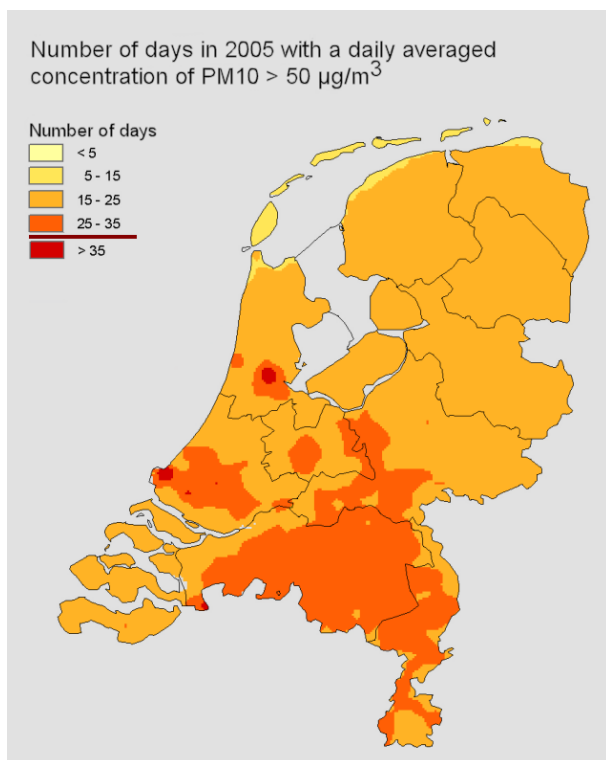 Number of days in 2005 with a daily averaged
concentration of PM10 > 50 µg/m³
Number of days
< 5
5 - 15
15 - 25
25 - 35
> 35